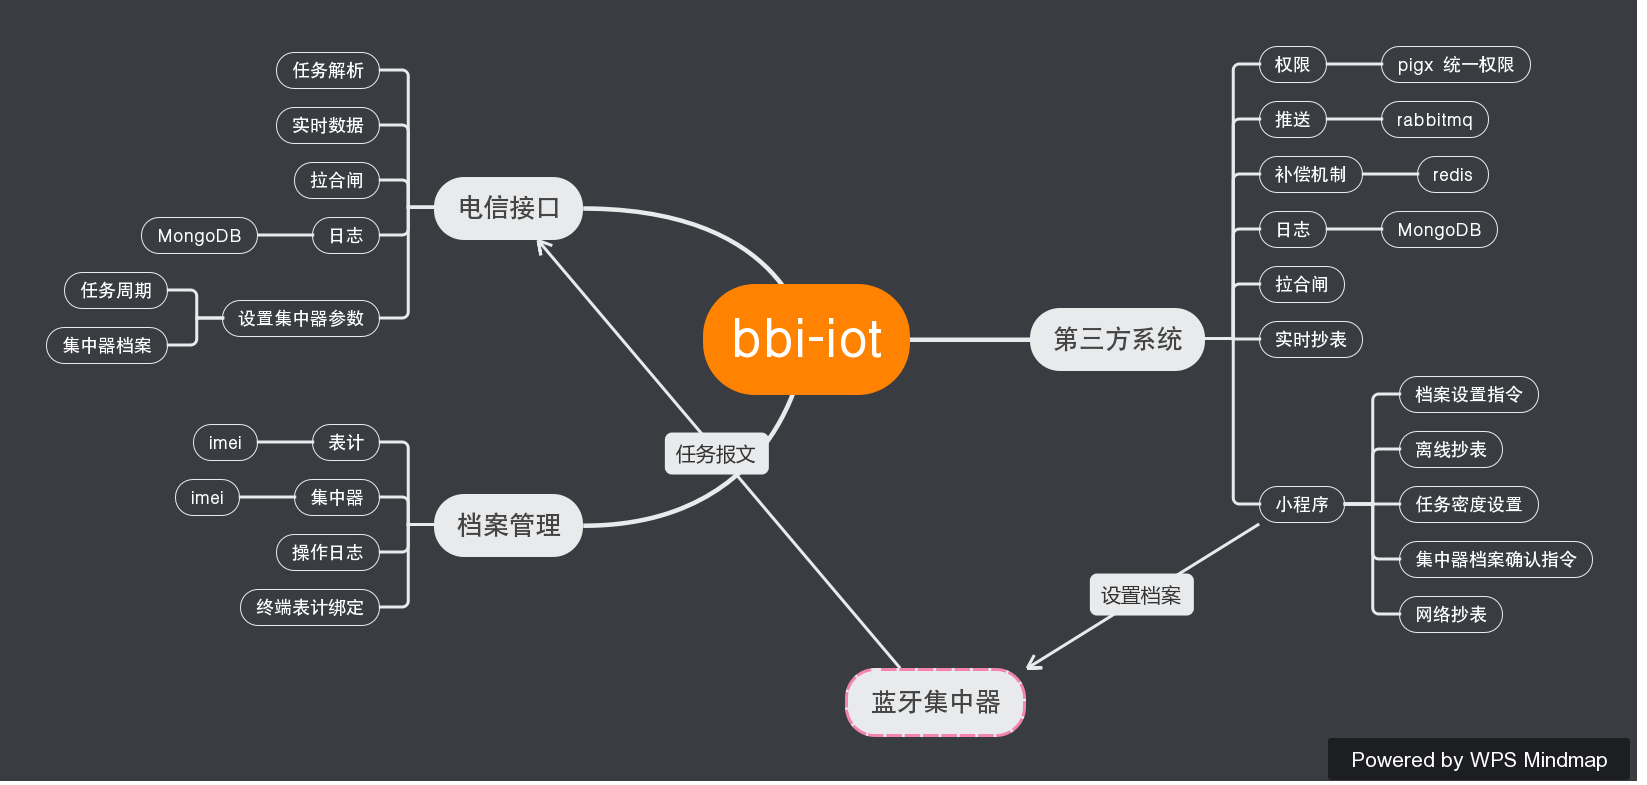 bbi-iot
电信接口
任务解析
实时数据
拉合闸
日志
MongoDB
设置集中器参数
任务周期
集中器档案
档案管理
表计
imei
集中器
imei
操作日志
终端表计绑定
第三方系统
权限
pigx 统一权限
推送
rabbitmq
补偿机制
redis
日志
MongoDB
拉合闸
实时抄表
小程序
档案设置指令
离线抄表
任务密度设置
集中器档案确认指令
网络抄表
任务报文
设置档案
蓝牙集中器
Powered by WPS Mindmap